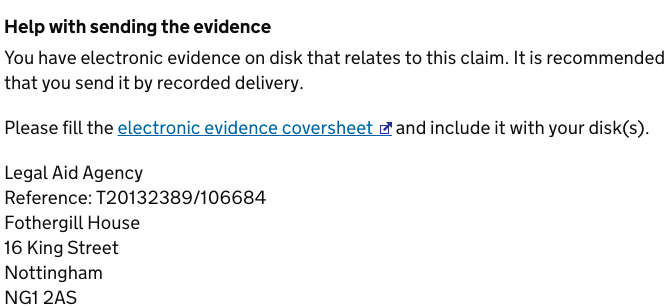 Help with sending the evidence
You have electronic evidence on disk that relates to this claim. It is recommended
that you send it by recorded delivery.
Please fill the electronic evidence coversheet and include it with your disk(s).
Legal Aid Agency
Reference: T20132389/106684
Fothergill House
16 King Street
Nottingham
NG1 2AS